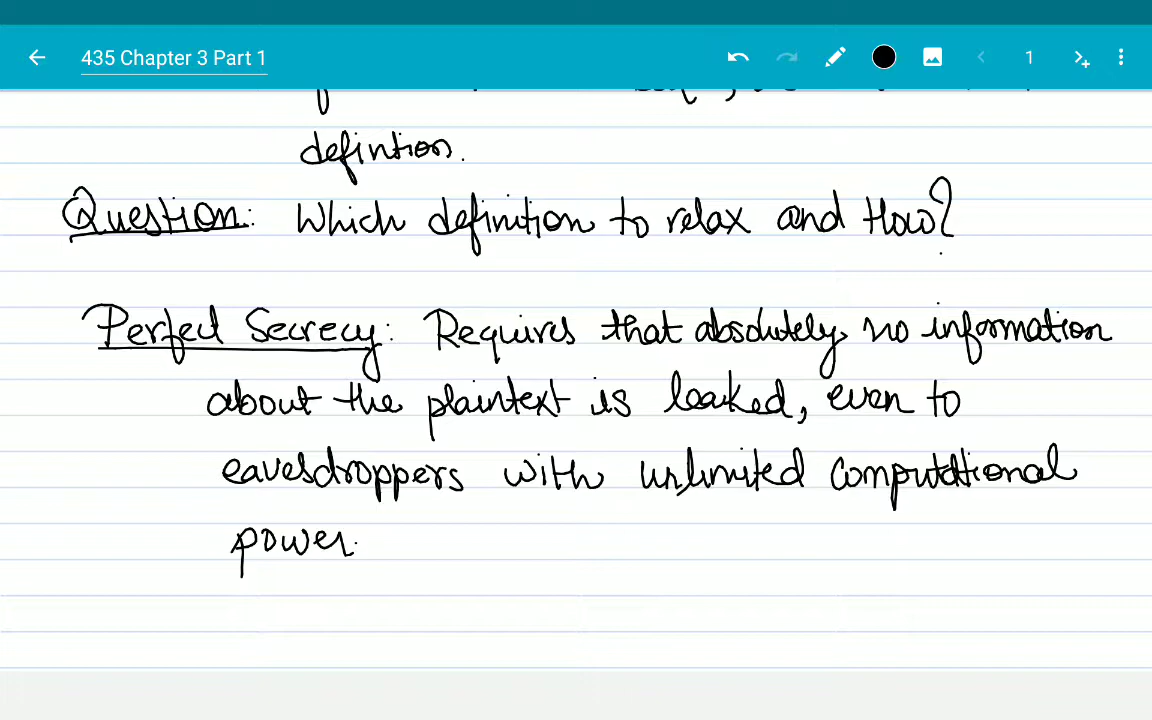 435 Chapter 3 Part 1
1
defintion.
Question: Which definition to relax and How?
Perfect Secrecy: Requires that absolutely no information
about the plaintext is leaked, even to
eavesdroppers with unlimited computational
power.